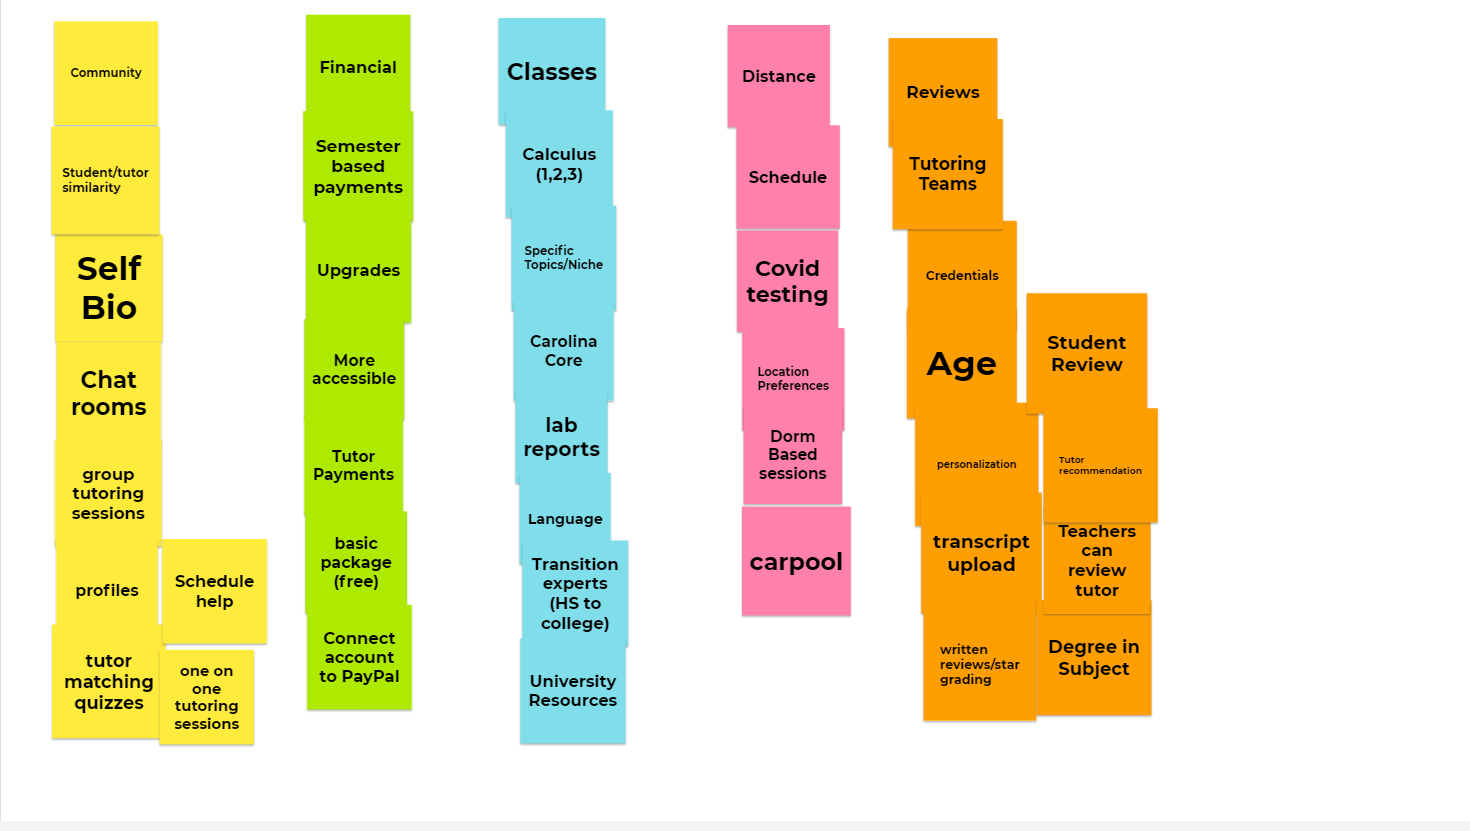 Community
Student/tutor
similarity
Self
Bio
Chat
rooms
group
tutoring
sessions
profiles
Schedule
help
tutor
matching
quizzes
one on
one
tutoring
sessions
Financial
Semester
based
payments
Upgrades
More
accessible
Tutor
Payments
basic
package
(free)
Connect
account
to PayPal
Classes
Calculus
(1,2,3)
Specific
Topics/Niche
Carolina
Core
lab
reports
Language
Transition
experts
(HS to
college)
University
Resources
Distance
Schedule
Covid
testing
Location
Preferences
Dorm
Based
sessions
carpool
Reviews
Tutoring
Teams
Credentials
Age
personalization
transcript
upload
written
reviews/star
grading
Student
Review
Tutor
recommendation
Teachers
can
review
tutor
Degree in
Subject